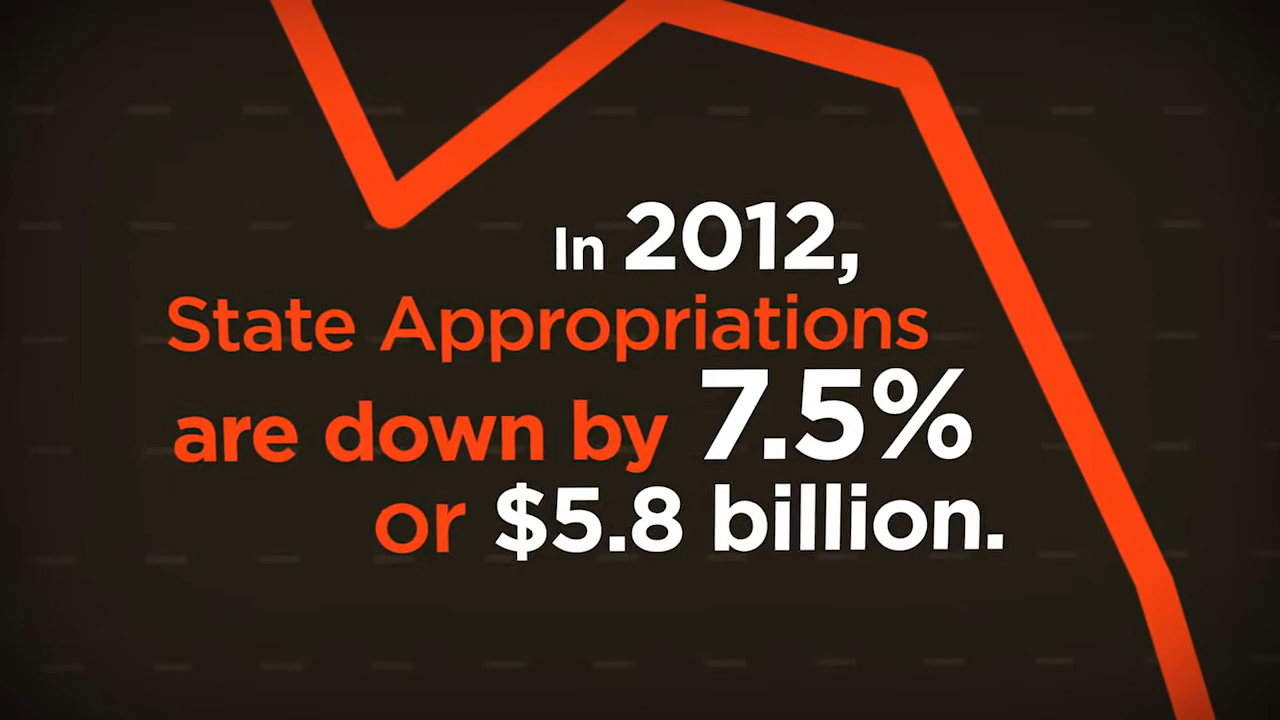 In 2012,
State Appropriations
are down by 7.5%
or $5.8 billion.